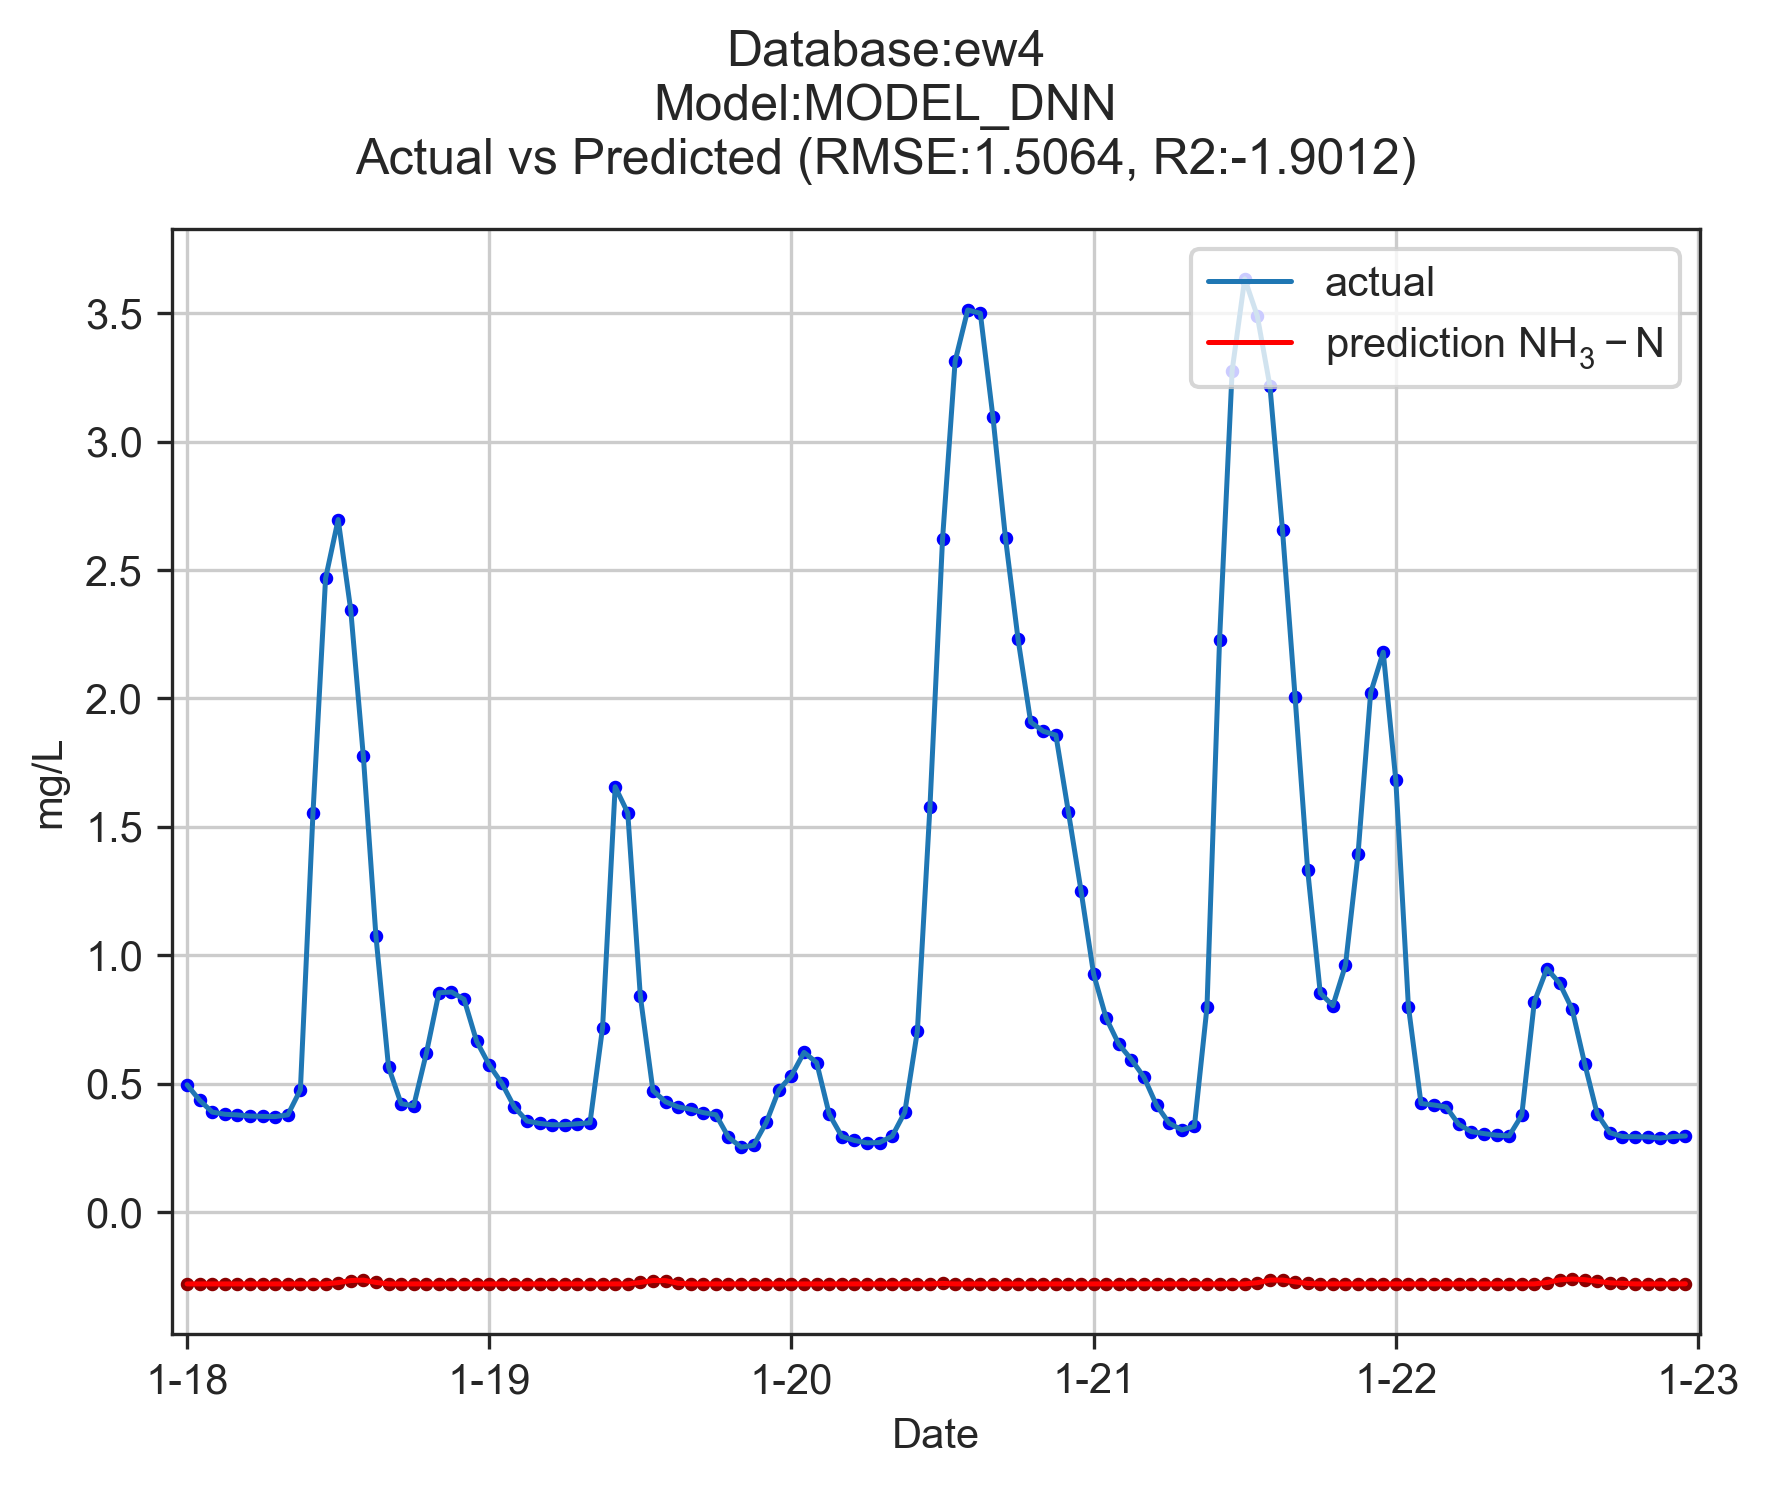 Database:ew4
Model:MODEL_DNN
Actual vs Predicted (RMSE:1.5064, R2:-1.9012)
actual
prediction NH₃−N
3.5
3.0
2.5
2.0
1.5
1.0
0.5
0.0
mg/L
1-18 1-19 1-20 1-21 1-22 1-23
Date